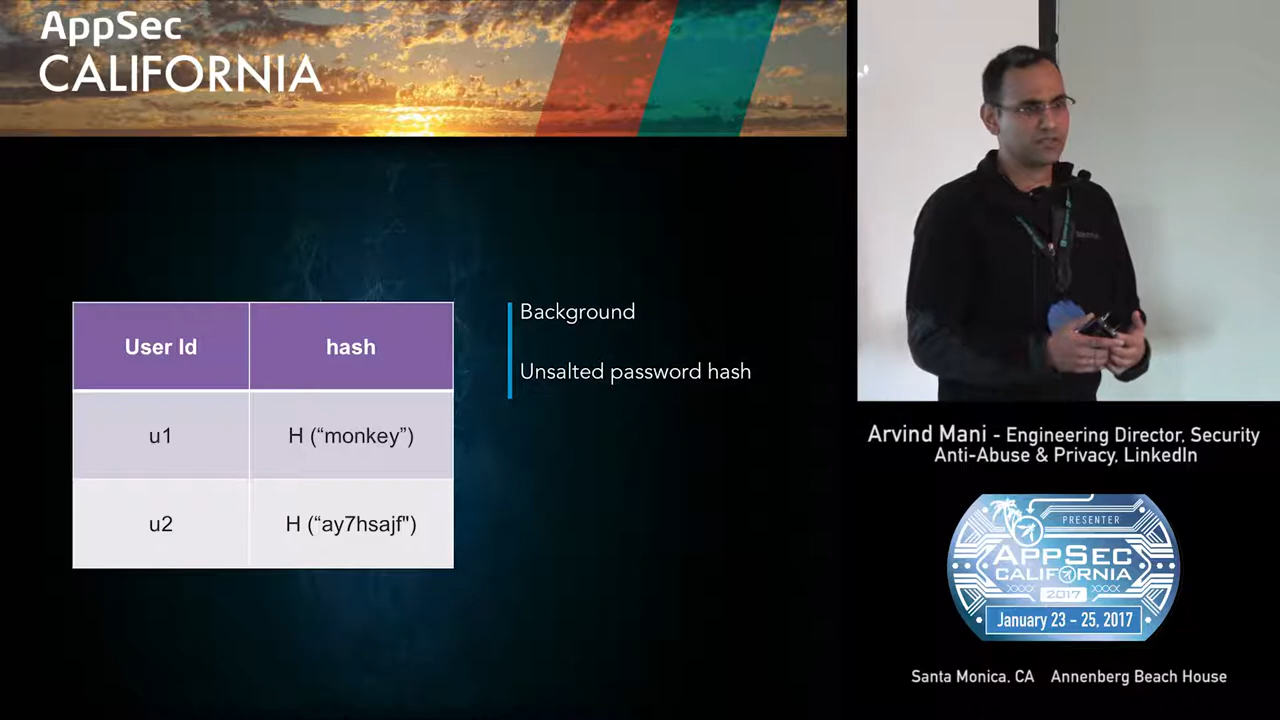 AppSec
CALIFORNIA
User Id hash
u1 H (“monkey”)
u2 H (“ay7hsajf")
Background
Unsalted password hash
Arvind Mani - Engineering Director, Security
Anti-Abuse & Privacy, LinkedIn
PRESENTER
APPSEC
CALIFORNIA
2017
January 23 - 25, 2017
Santa Monica, CA Annenberg Beach House